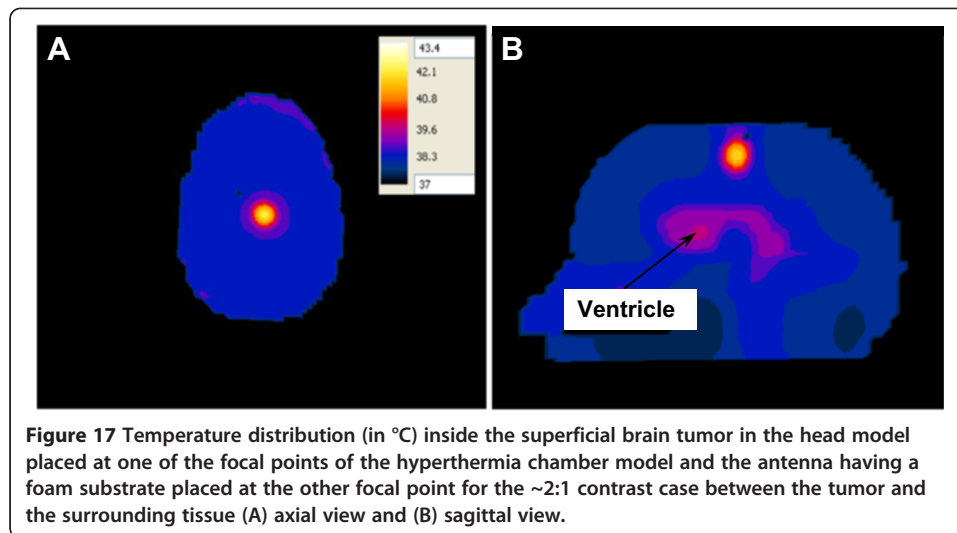 A
43.4
42.1
40.8
39.6
38.3
37
B
Ventricle
Figure 17 Temperature distribution (in °C) inside the superficial brain tumor in the head model
placed at one of the focal points of the hyperthermia chamber model and the antenna having a
foam substrate placed at the other focal point for the ~2:1 contrast case between the tumor and
the surrounding tissue (A) axial view and (B) sagittal view.